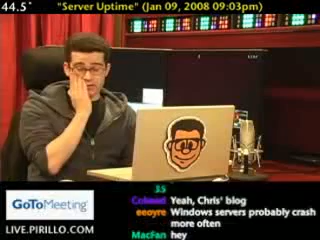 44.5°
"Server Uptime" (Jan 09, 2008 09:03pm)
35
GoToMeeting
LIVE.PIRILLO.COM
Yeah, Chris' blog
eeoyre Windows servers probably crash
more often
MacFan hey